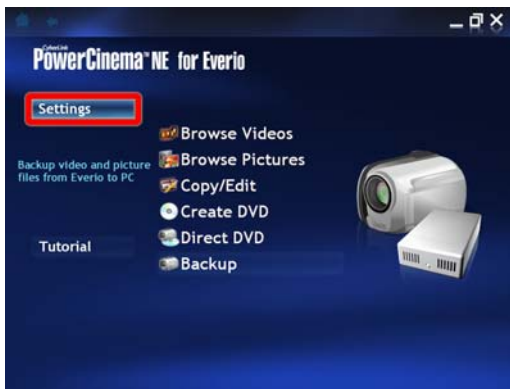 CyberLink
PowerCinema™ NE for Everio
Settings
Browse Videos
Backup video and picture
files from Everio to PC
Browse Pictures
Copy/Edit
Create DVD
Direct DVD
Tutorial
Backup